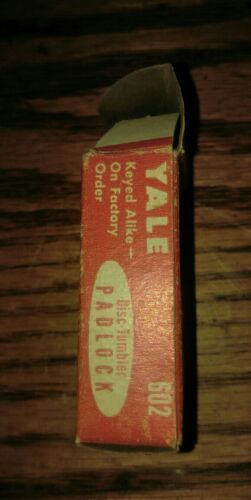 YALE
Keyed Alike—
On Factory
Order
Disc Tumbler
PADLOCK
602